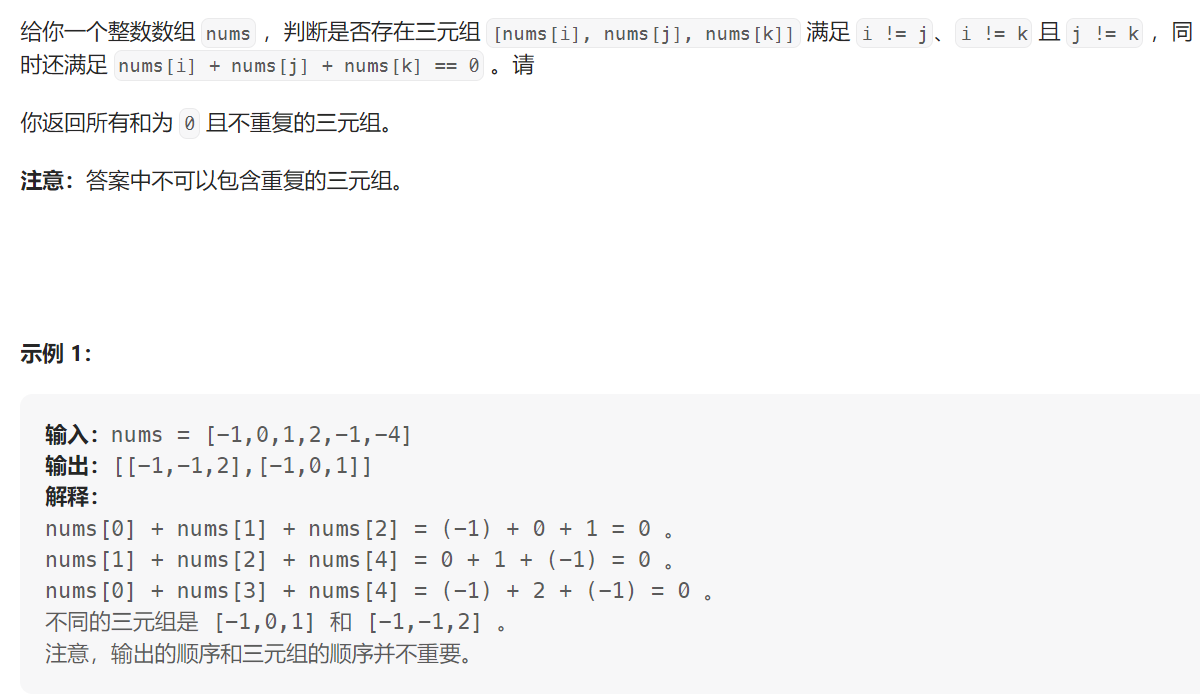 给你一个整数数组 nums ，判断是否存在三元组 [nums[i], nums[j], nums[k]] 满足 i != j、i != k 且 j != k ，同
时还满足 nums[i] + nums[j] + nums[k] == 0 。请
你返回所有和为 0 且不重复的三元组。
注意：答案中不可以包含重复的三元组。
示例 1：
输入：nums = [-1,0,1,2,-1,-4]
输出：[[-1,-1,2],[-1,0,1]]
解释：
nums[0] + nums[1] + nums[2] = (-1) + 0 + 1 = 0 。
nums[1] + nums[2] + nums[4] = 0 + 1 + (-1) = 0 。
nums[0] + nums[3] + nums[4] = (-1) + 2 + (-1) = 0 。
不同的三元组是 [-1,0,1] 和 [-1,-1,2] 。
注意，输出的顺序和三元组的顺序并不重要。